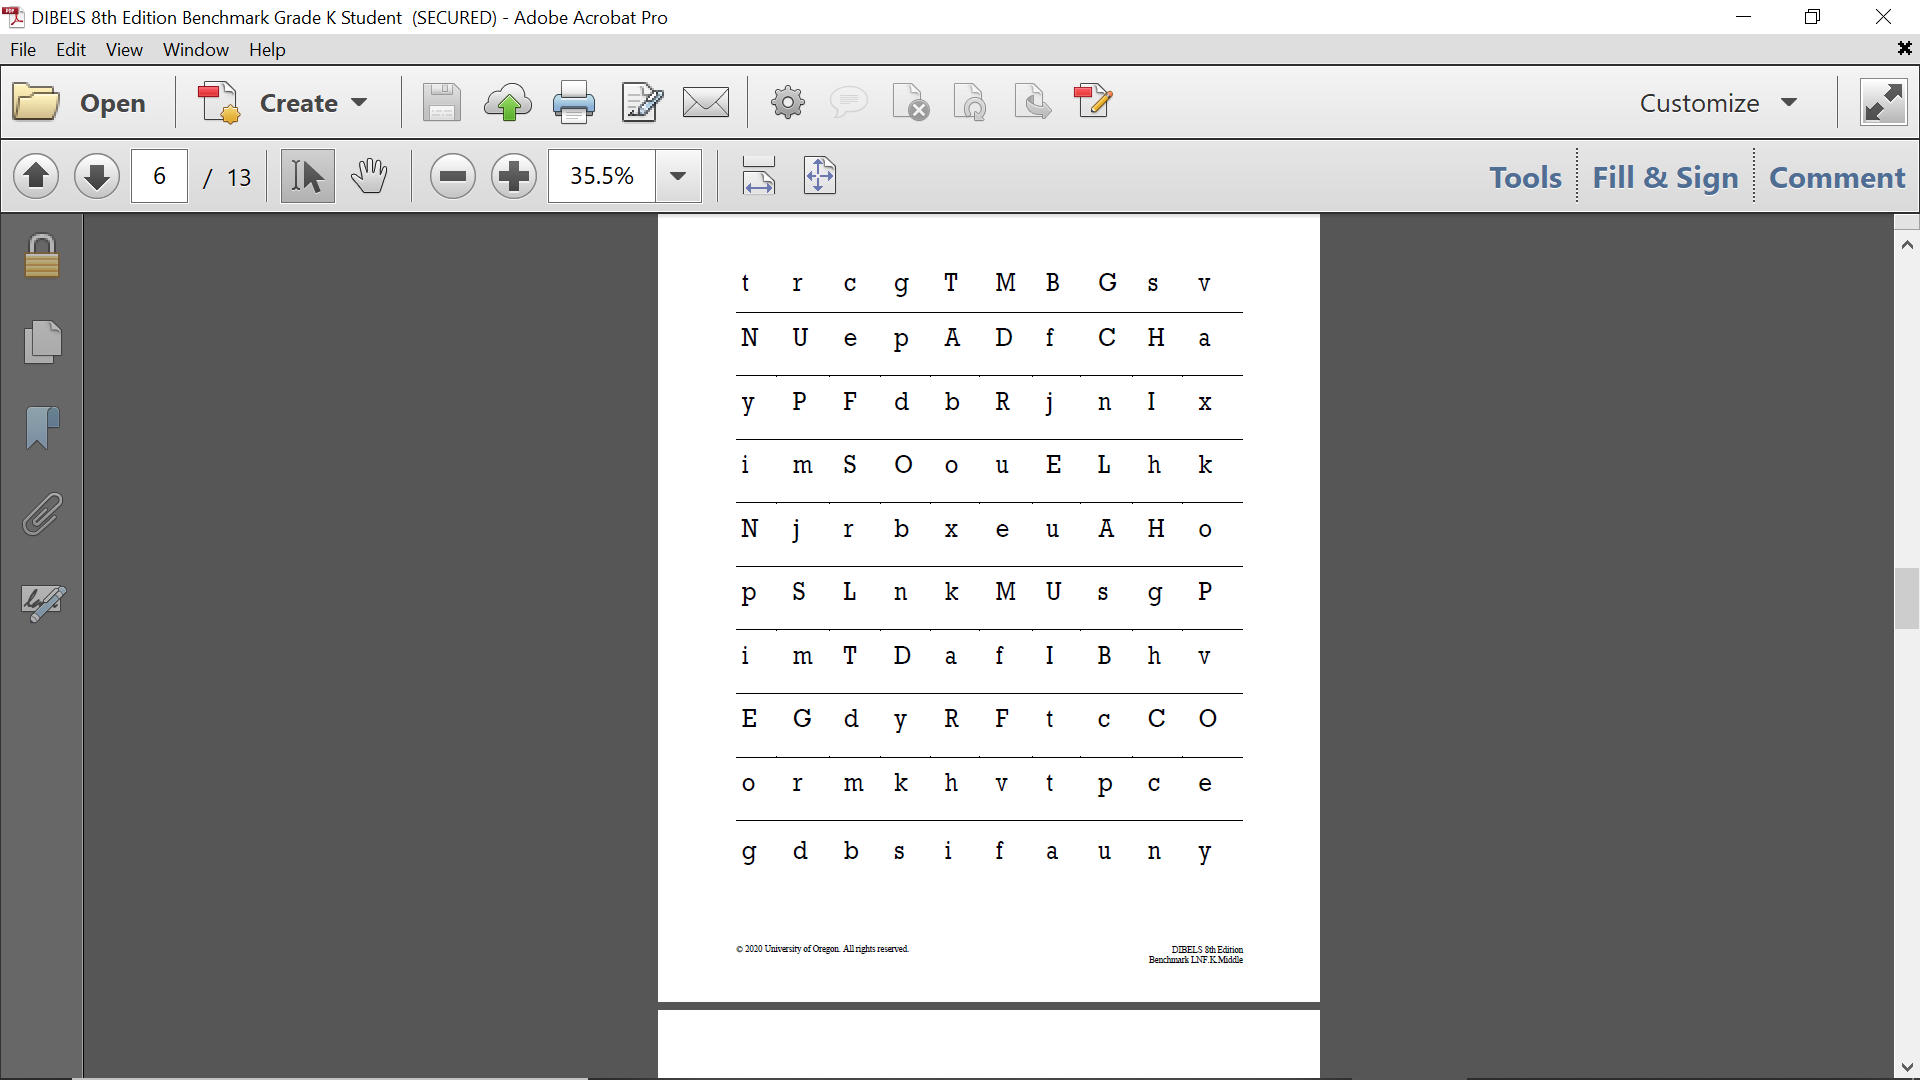 DIBELS 8th Edition Benchmark Grade K Student (SECURED) - Adobe Acrobat Pro
File Edit View Window Help
Open Create Customize
6 / 13 35.5% Tools Fill & Sign Comment
t r c g T M B G s v
N U e p A D f C H a
y P F d b R j n I x
i m S O o u E L h k
N j r b x e u A H o
p S L n k M U s g P
i m T D a f I B h v
E G d y R F t c C O
o r m k h v t p c e
g d b s i f a u n y
© 2020 University of Oregon. All rights reserved.
DIBELS 8th Edition
Benchmark LNF.K.Middle